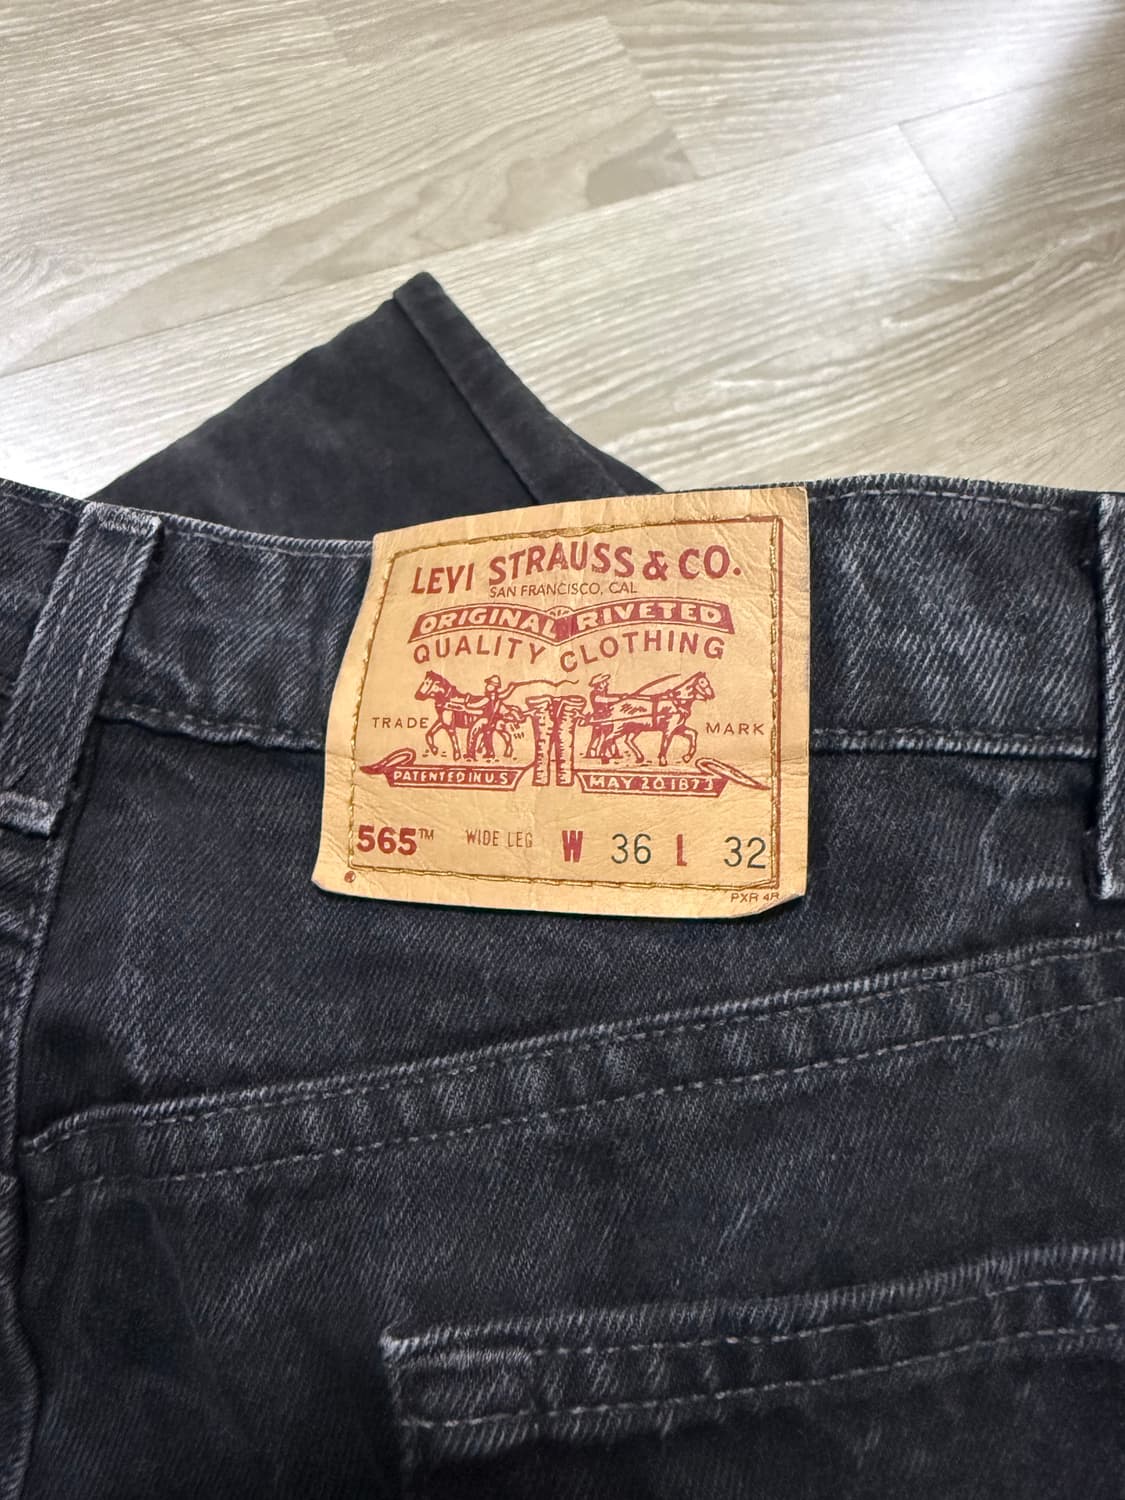 LEVI STRAUSS & CO.
SAN FRANCISCO, CAL
ORIGINAL RIVETED
QUALITY CLOTHING
TRADE MARK
PATENTED IN U.S MAY 20 1873
565™ WIDE LEG W 36 L 32
PXR 4R